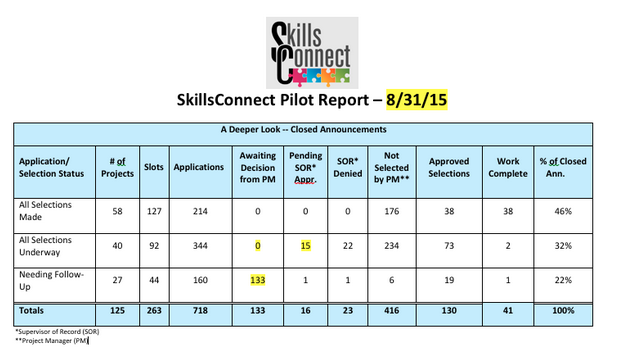 Skills
Connect
SkillsConnect Pilot Report – 8/31/15
A Deeper Look -- Closed Announcements
Application/ Selection Status | # of Projects | Slots | Applications | Awaiting Decision from PM | Pending SOR* Appr. | SOR* Denied | Not Selected by PM** | Approved Selections | Work Complete | % of Closed Ann.
All Selections Made | 58 | 127 | 214 | 0 | 0 | 0 | 176 | 38 | 38 | 46%
All Selections Underway | 40 | 92 | 344 | 0 | 15 | 22 | 234 | 73 | 2 | 32%
Needing Follow-Up | 27 | 44 | 160 | 133 | 1 | 1 | 6 | 19 | 1 | 22%
Totals | 125 | 263 | 718 | 133 | 16 | 23 | 416 | 130 | 41 | 100%
*Supervisor of Record (SOR)
**Project Manager (PM)